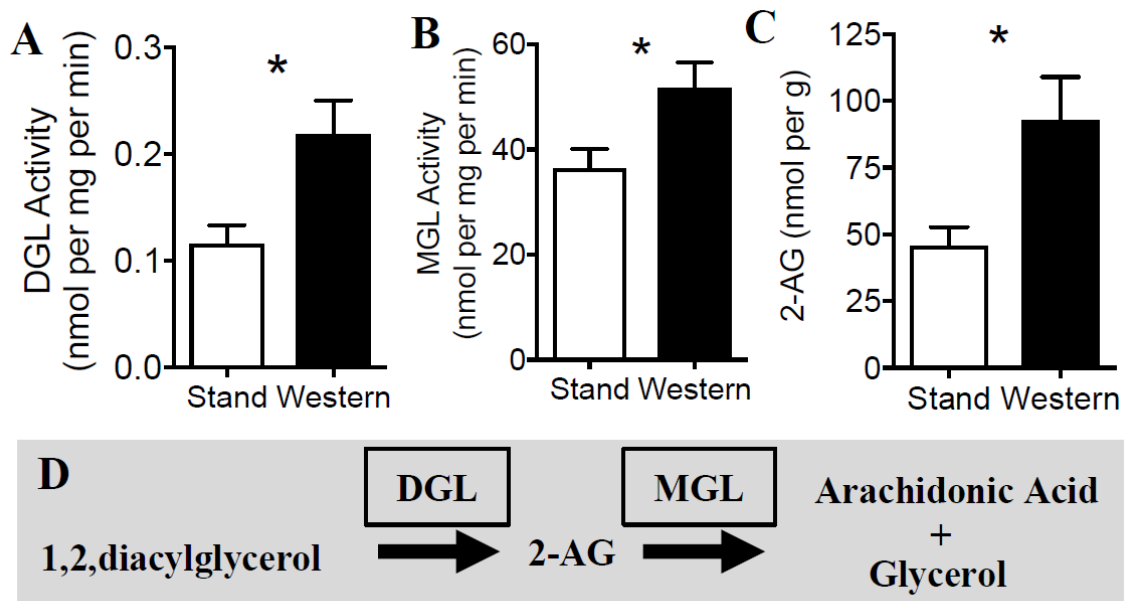 A
DGL Activity
(nmol per mg per min)
0.3
0.2
0.1
0.0
*
Stand Western
B
MGL Activity
(nmol per mg per min)
60
40
20
0
*
Stand Western
C
2-AG (nmol per g)
125
100
75
50
25
0
*
Stand Western
D
DGL
MGL
1,2,diacylglycerol
2-AG
Arachidonic Acid
+
Glycerol